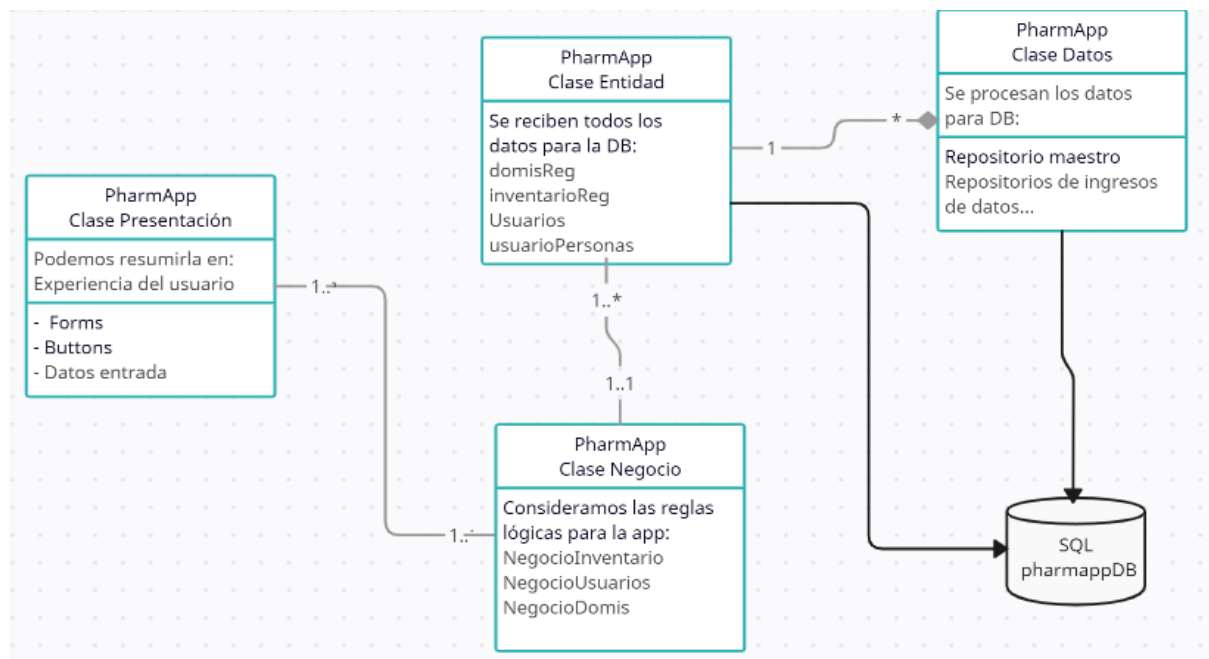 PharmApp
Clase Presentación
Podemos resumirla en:
Experiencia del usuario
- Forms
- Buttons
- Datos entrada
PharmApp
Clase Entidad
Se reciben todos los
datos para la DB:
domisReg
inventarioReg
Usuarios
usuarioPersonas
PharmApp
Clase Datos
Se procesan los datos
para DB:
Repositorio maestro
Repositorios de ingresos
de datos...
1
*
1..*
1..1
PharmApp
Clase Negocio
Consideramos las reglas
lógicas para la app:
NegocioInventario
NegocioUsuarios
NegocioDomis
SQL
pharmappDB